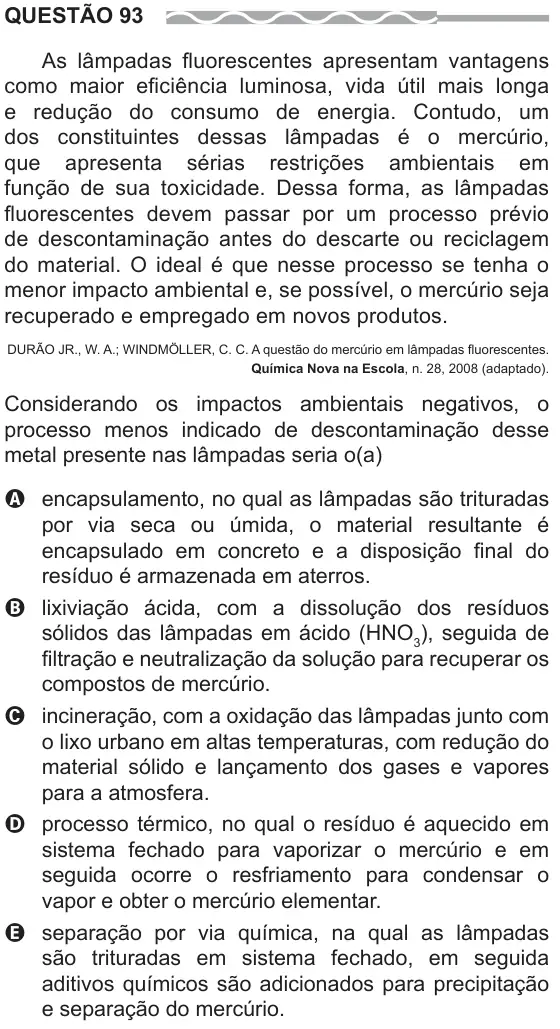 QUESTÃO 93
As lâmpadas fluorescentes apresentam vantagens
como maior eficiência luminosa, vida útil mais longa
e redução do consumo de energia. Contudo, um
dos constituintes dessas lâmpadas é o mercúrio,
que apresenta sérias restrições ambientais em
função de sua toxicidade. Dessa forma, as lâmpadas
fluorescentes devem passar por um processo prévio
de descontaminação antes do descarte ou reciclagem
do material. O ideal é que nesse processo se tenha o
menor impacto ambiental e, se possível, o mercúrio seja
recuperado e empregado em novos produtos.
DURÃO JR., W. A.; WINDMÖLLER, C. C. A questão do mercúrio em lâmpadas fluorescentes.
Química Nova na Escola, n. 28, 2008 (adaptado).
Considerando os impactos ambientais negativos, o
processo menos indicado de descontaminação desse
metal presente nas lâmpadas seria o(a)
A encapsulamento, no qual as lâmpadas são trituradas
por via seca ou úmida, o material resultante é
encapsulado em concreto e a disposição final do
resíduo é armazenada em aterros.
B lixiviação ácida, com a dissolução dos resíduos
sólidos das lâmpadas em ácido (HNO3), seguida de
filtração e neutralização da solução para recuperar os
compostos de mercúrio.
C incineração, com a oxidação das lâmpadas junto com
o lixo urbano em altas temperaturas, com redução do
material sólido e lançamento dos gases e vapores
para a atmosfera.
D processo térmico, no qual o resíduo é aquecido em
sistema fechado para vaporizar o mercúrio e em
seguida ocorre o resfriamento para condensar o
vapor e obter o mercúrio elementar.
E separação por via química, na qual as lâmpadas
são trituradas em sistema fechado, em seguida
aditivos químicos são adicionados para precipitação
e separação do mercúrio.